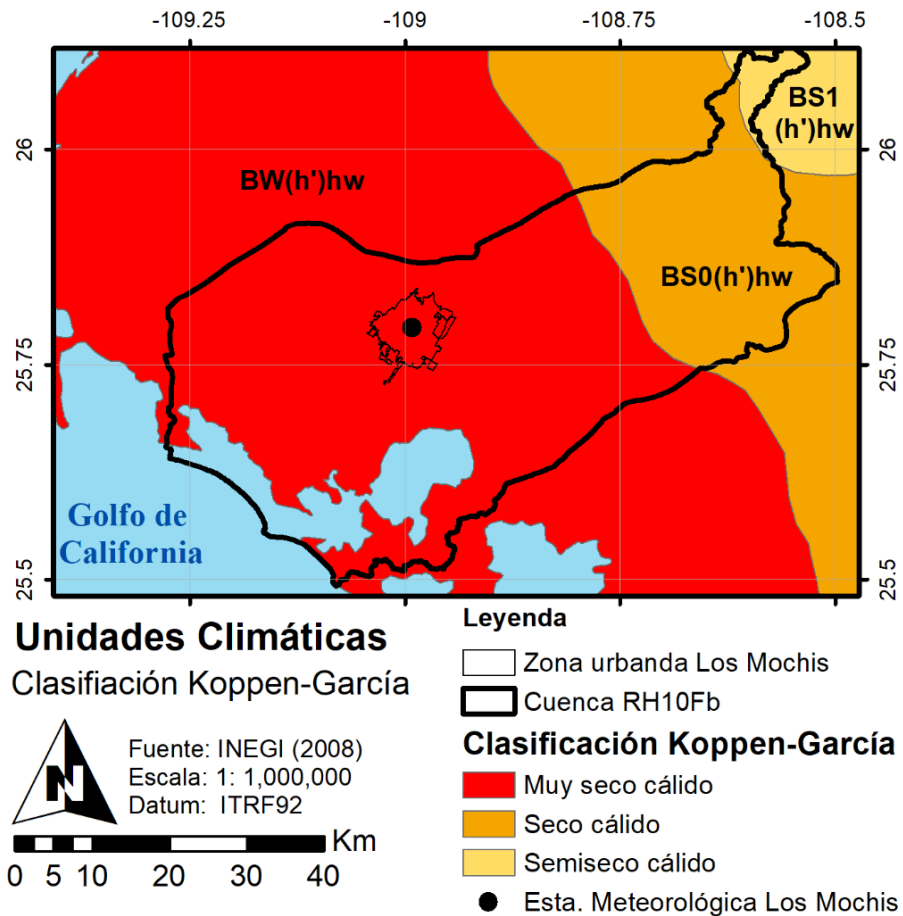 -109.25 -109 -108.75 -108.5
BS1
(h')hw
26 26
BW(h')hw
BS0(h')hw
25.75 25.75
Golfo de
California
25.5 25.5
Unidades Climáticas
Clasifiación Koppen-García
N
Fuente: INEGI (2008)
Escala: 1: 1,000,000
Datum: ITRF92
Km
0 5 10 20 30 40
Leyenda
Zona urbanda Los Mochis
Cuenca RH10Fb
Clasificación Koppen-García
Muy seco cálido
Seco cálido
Semiseco cálido
Esta. Meteorológica Los Mochis